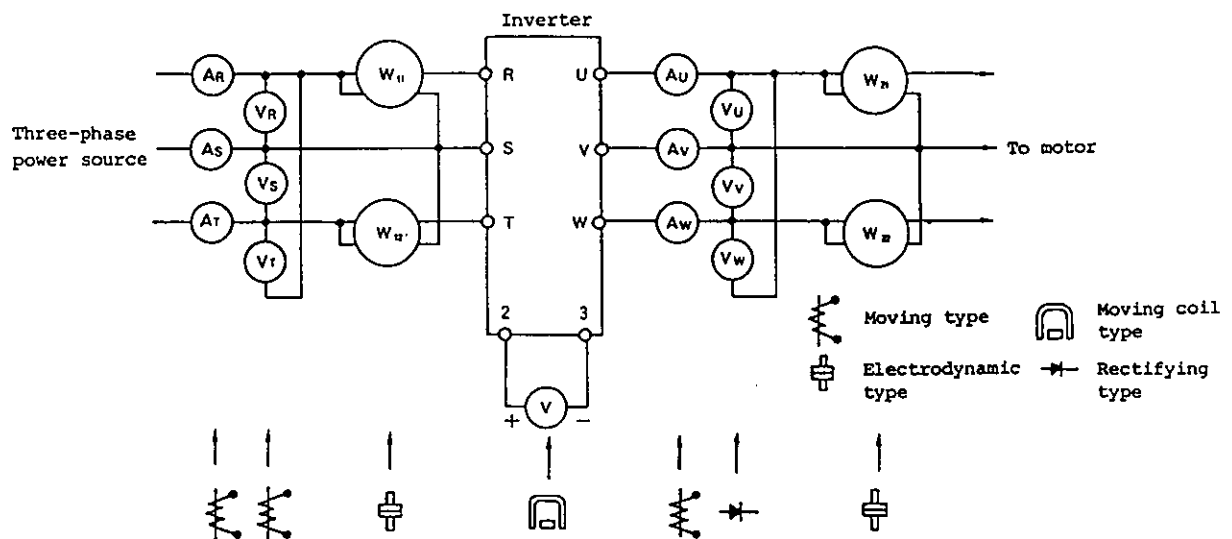 Inverter
AR
W11
R
U
AU
W21
VR
VU
Three-phase
power source
AS
S
V
AV
To motor
VS
VV
AT
W12'
T
W
AW
W22
VT
VW
2
3
Moving type
Moving coil
type
Electrodynamic
type
Rectifying
type
+
V
−